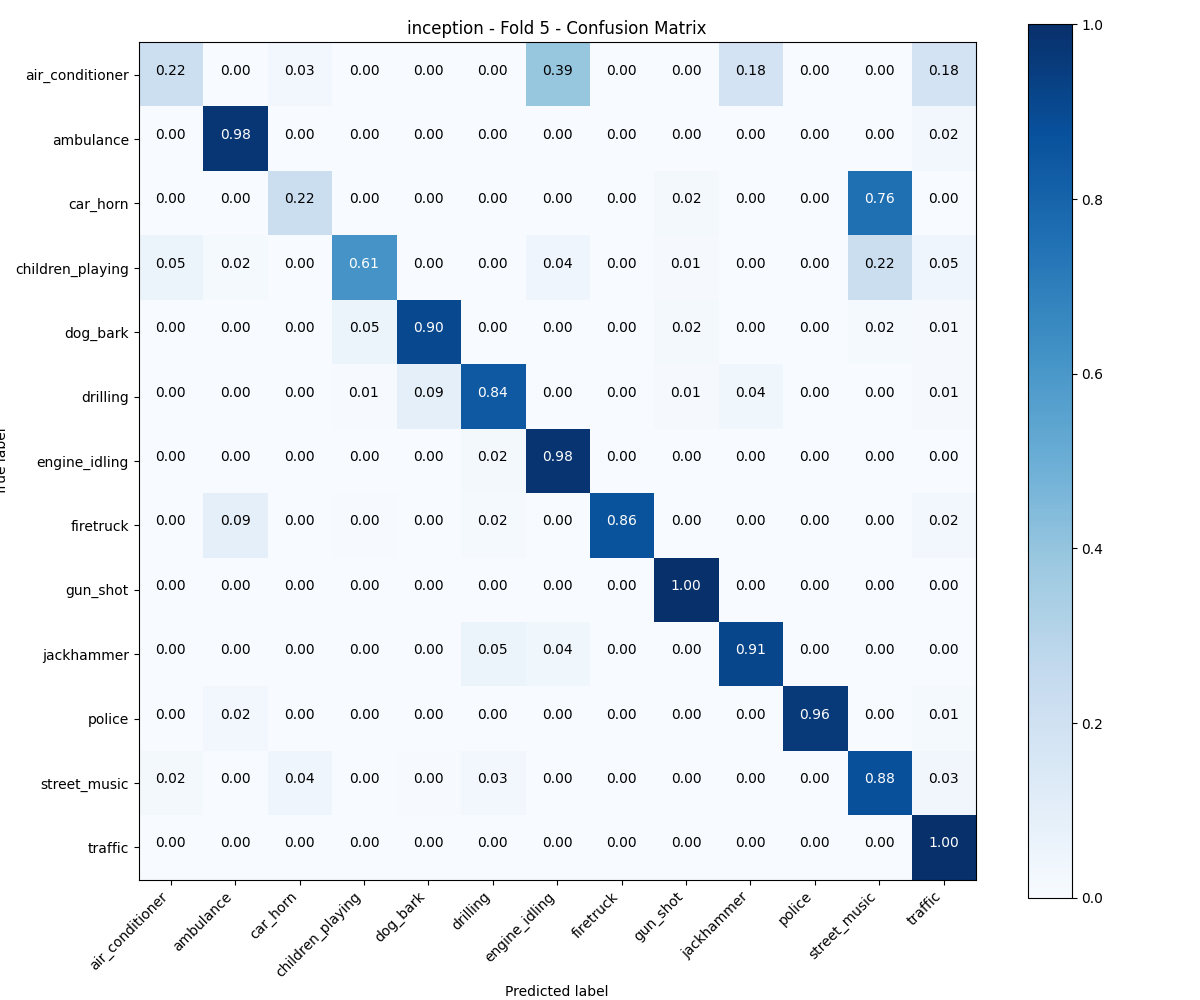 inception - Fold 5 - Confusion Matrix
air_conditioner 0.22 0.00 0.03 0.00 0.00 0.00 0.39 0.00 0.00 0.18 0.00 0.00 0.18
ambulance 0.00 0.98 0.00 0.00 0.00 0.00 0.00 0.00 0.00 0.00 0.00 0.00 0.02
car_horn 0.00 0.00 0.22 0.00 0.00 0.00 0.00 0.00 0.02 0.00 0.00 0.76 0.00
children_playing 0.05 0.02 0.00 0.61 0.00 0.00 0.04 0.00 0.01 0.00 0.00 0.22 0.05
dog_bark 0.00 0.00 0.00 0.05 0.90 0.00 0.00 0.00 0.02 0.00 0.00 0.02 0.01
drilling 0.00 0.00 0.00 0.01 0.09 0.84 0.00 0.00 0.01 0.04 0.00 0.00 0.01
engine_idling 0.00 0.00 0.00 0.00 0.00 0.02 0.98 0.00 0.00 0.00 0.00 0.00 0.00
firetruck 0.00 0.09 0.00 0.00 0.00 0.02 0.00 0.86 0.00 0.00 0.00 0.00 0.02
gun_shot 0.00 0.00 0.00 0.00 0.00 0.00 0.00 0.00 1.00 0.00 0.00 0.00 0.00
jackhammer 0.00 0.00 0.00 0.00 0.00 0.05 0.04 0.00 0.00 0.91 0.00 0.00 0.00
police 0.00 0.02 0.00 0.00 0.00 0.00 0.00 0.00 0.00 0.00 0.96 0.00 0.01
street_music 0.02 0.00 0.04 0.00 0.00 0.03 0.00 0.00 0.00 0.00 0.00 0.88 0.03
traffic 0.00 0.00 0.00 0.00 0.00 0.00 0.00 0.00 0.00 0.00 0.00 0.00 1.00
air_conditioner
ambulance
car_horn
children_playing
dog_bark
drilling
engine_idling
firetruck
gun_shot
jackhammer
police
street_music
traffic
Predicted label
1.0
0.8
0.6
0.4
0.2
0.0